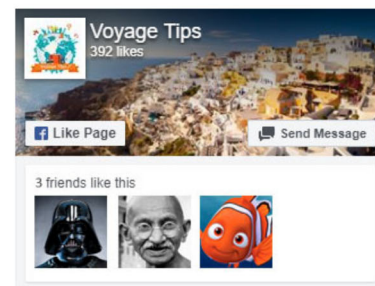 Voyage Tips
392 likes
Like Page
Send Message
3 friends like this